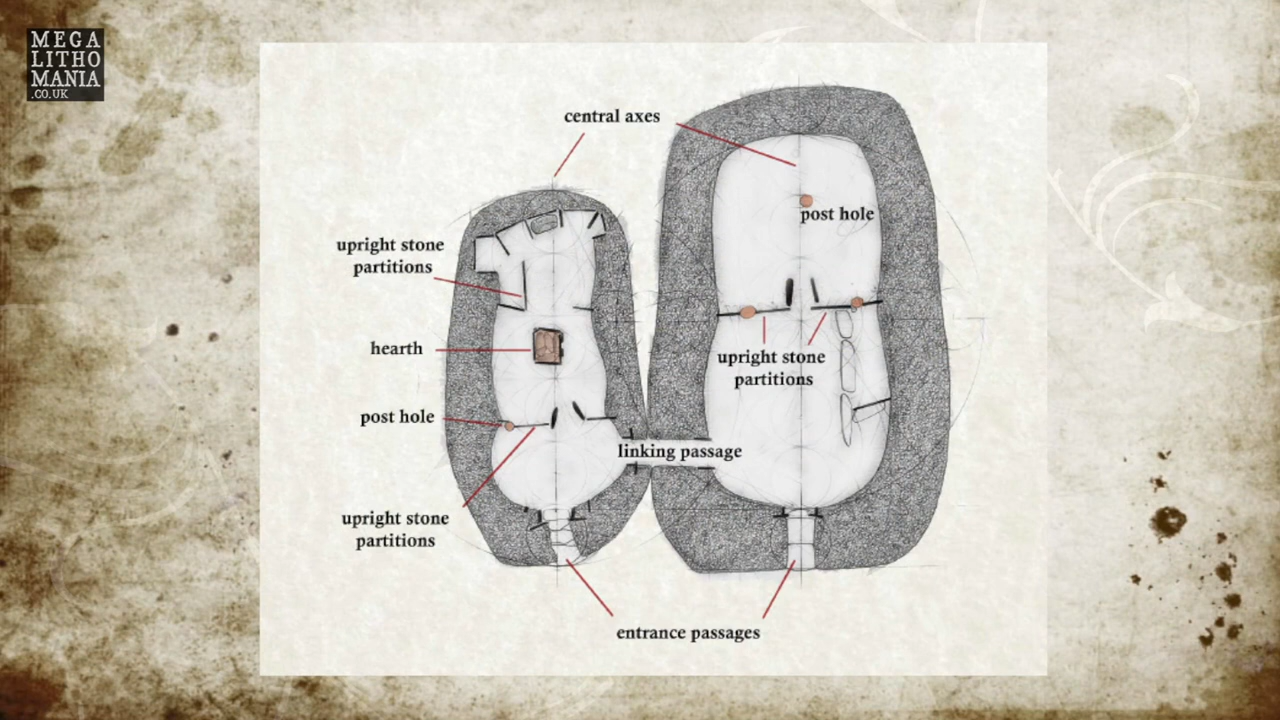 MEGA
LITHO
MANIA
.CO.UK
central axes
post hole
upright stone
partitions
hearth
upright stone
partitions
post hole
linking passage
upright stone
partitions
entrance passages